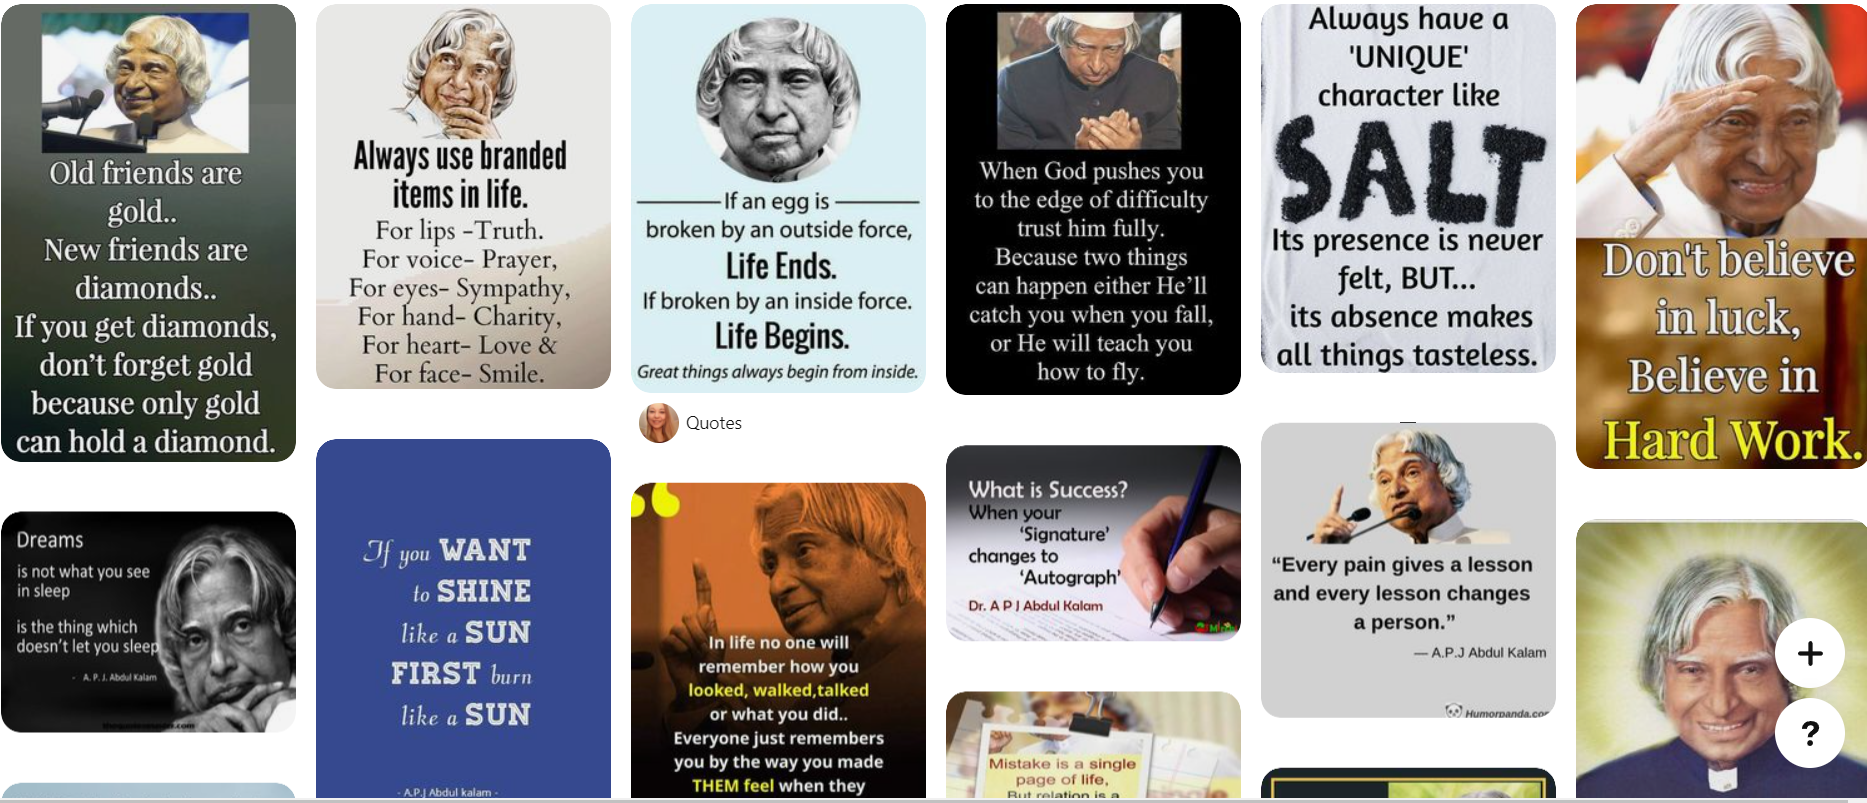 Old friends are
gold..
New friends are
diamonds..
If you get diamonds,
don't forget gold
because only gold
can hold a diamond.
Dreams
is not what you see
in sleep
is the thing which
doesn't let you sleep
- A. P. J. Abdul Kalam
Always use branded
items in life.
For lips -Truth.
For voice- Prayer,
For eyes- Sympathy,
For hand- Charity,
For heart- Love &
For face- Smile.
If you WANT
to SHINE
like a SUN
FIRST burn
like a SUN
- A.P.J Abdul kalam -
If an egg is
broken by an outside force,
Life Ends.
If broken by an inside force.
Life Begins.
Great things always begin from inside.
Quotes
In life no one will
remember how you
looked, walked,talked
or what you did..
Everyone just remembers
you by the way you made
THEM feel when they
When God pushes you
to the edge of difficulty
trust him fully.
Because two things
can happen either He'll
catch you when you fall,
or He will teach you
how to fly.
What is Success?
When your
'Signature'
changes to
'Autograph'
Dr. A P J Abdul Kalam
Mistake is a single
page of life,
But relation is a
Always have a
'UNIQUE'
character like
SALT
Its presence is never
felt, BUT...
its absence makes
all things tasteless.
“Every pain gives a lesson
and every lesson changes
a person.”
— A.P.J Abdul Kalam
Humorpanda.co
Don't believe
in luck,
Believe in
Hard Work.
+
?